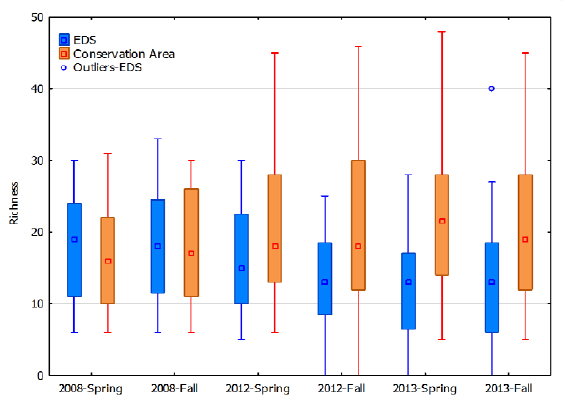 50
40
30
20
10
0
Richness
EDS
Conservation Area
Outliers-EDS
2008-Spring
2008-Fall
2012-Spring
2012-Fall
2013-Spring
2013-Fall